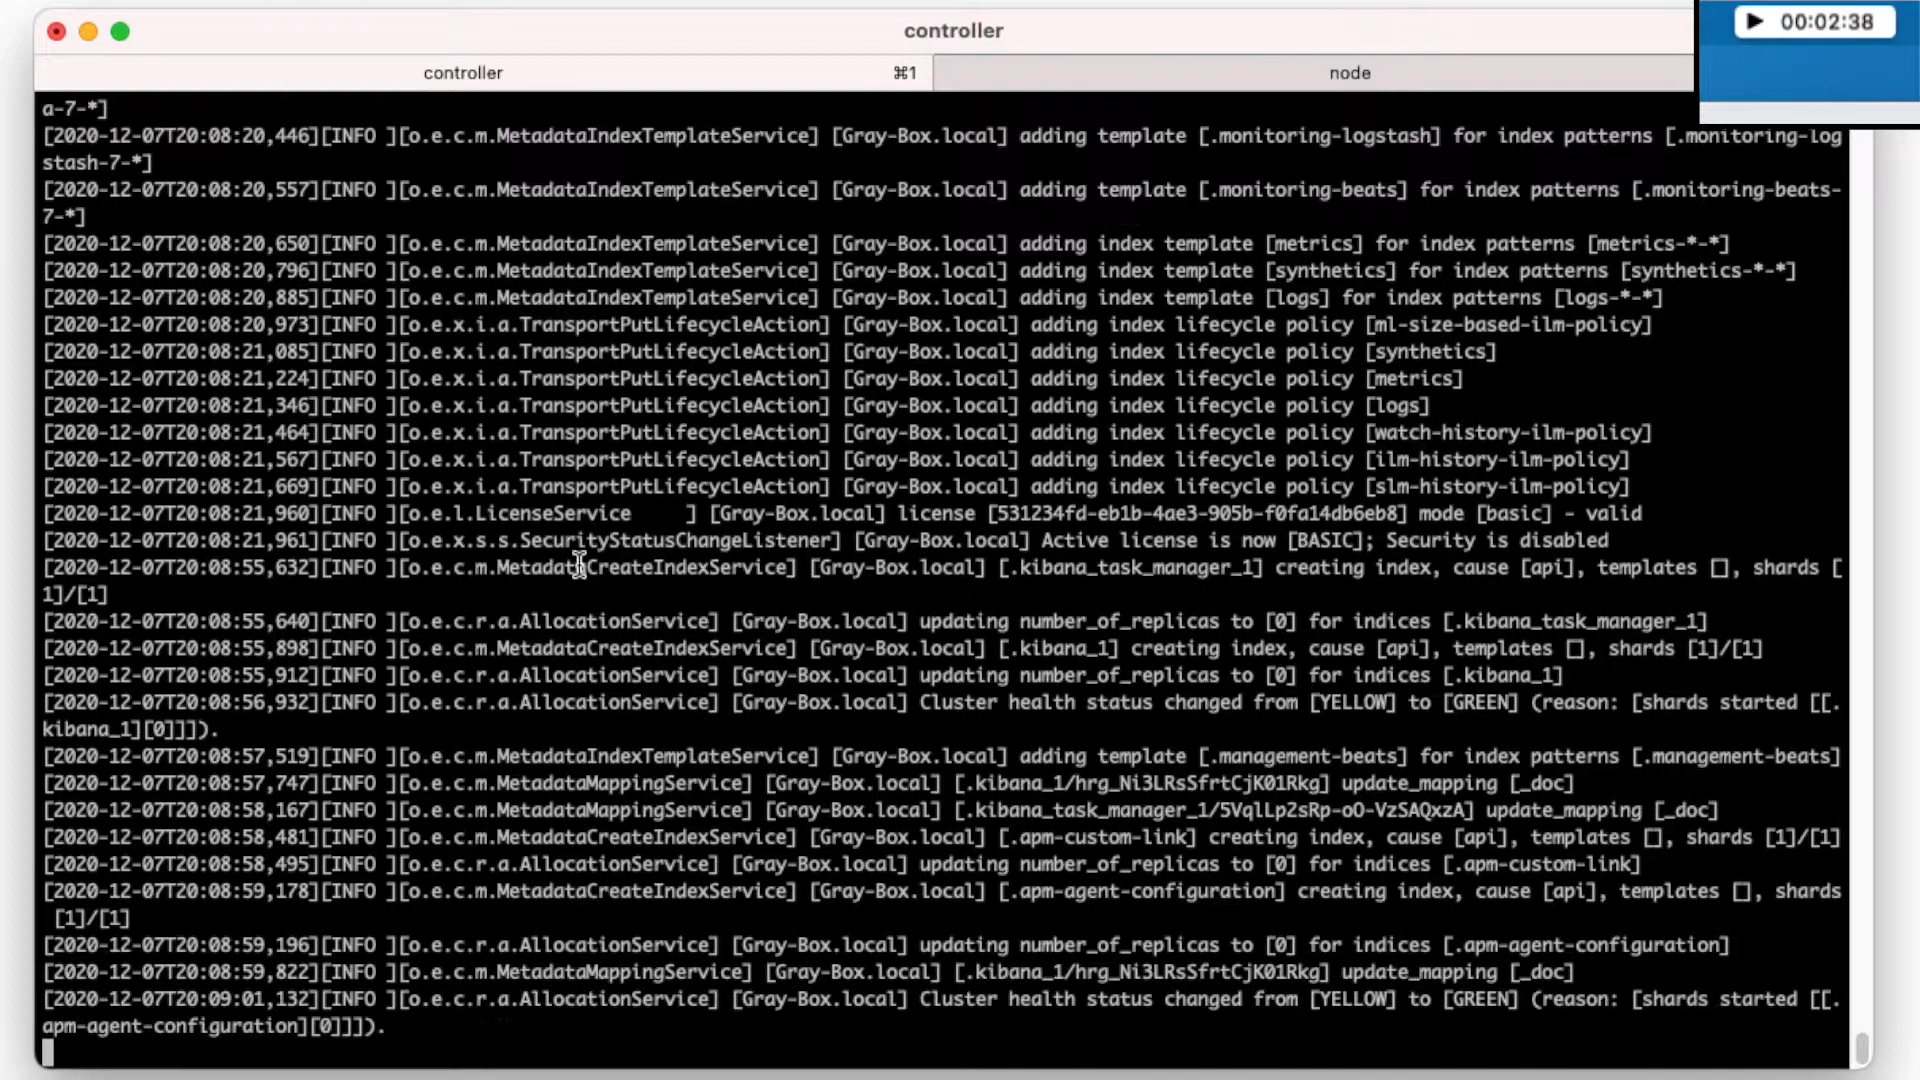 controller
00:02:38
controller ⌘1 node
a-7-*]
[2020-12-07T20:08:20,446][INFO ][o.e.c.m.MetadataIndexTemplateService] [Gray-Box.local] adding template [.monitoring-logstash] for index patterns [.monitoring-log
stash-7-*]
[2020-12-07T20:08:20,557][INFO ][o.e.c.m.MetadataIndexTemplateService] [Gray-Box.local] adding template [.monitoring-beats] for index patterns [.monitoring-beats-
7-*]
[2020-12-07T20:08:20,650][INFO ][o.e.c.m.MetadataIndexTemplateService] [Gray-Box.local] adding index template [metrics] for index patterns [metrics-*-*]
[2020-12-07T20:08:20,796][INFO ][o.e.c.m.MetadataIndexTemplateService] [Gray-Box.local] adding index template [synthetics] for index patterns [synthetics-*-*]
[2020-12-07T20:08:20,885][INFO ][o.e.c.m.MetadataIndexTemplateService] [Gray-Box.local] adding index template [logs] for index patterns [logs-*-*]
[2020-12-07T20:08:20,973][INFO ][o.e.x.i.a.TransportPutLifecycleAction] [Gray-Box.local] adding index lifecycle policy [ml-size-based-ilm-policy]
[2020-12-07T20:08:21,085][INFO ][o.e.x.i.a.TransportPutLifecycleAction] [Gray-Box.local] adding index lifecycle policy [synthetics]
[2020-12-07T20:08:21,224][INFO ][o.e.x.i.a.TransportPutLifecycleAction] [Gray-Box.local] adding index lifecycle policy [metrics]
[2020-12-07T20:08:21,346][INFO ][o.e.x.i.a.TransportPutLifecycleAction] [Gray-Box.local] adding index lifecycle policy [logs]
[2020-12-07T20:08:21,464][INFO ][o.e.x.i.a.TransportPutLifecycleAction] [Gray-Box.local] adding index lifecycle policy [watch-history-ilm-policy]
[2020-12-07T20:08:21,567][INFO ][o.e.x.i.a.TransportPutLifecycleAction] [Gray-Box.local] adding index lifecycle policy [ilm-history-ilm-policy]
[2020-12-07T20:08:21,669][INFO ][o.e.x.i.a.TransportPutLifecycleAction] [Gray-Box.local] adding index lifecycle policy [slm-history-ilm-policy]
[2020-12-07T20:08:21,960][INFO ][o.e.l.LicenseService     ] [Gray-Box.local] license [531234fd-eb1b-4ae3-905b-f0fa14db6eb8] mode [basic] - valid
[2020-12-07T20:08:21,961][INFO ][o.e.x.s.s.SecurityStatusChangeListener] [Gray-Box.local] Active license is now [BASIC]; Security is disabled
[2020-12-07T20:08:55,632][INFO ][o.e.c.m.MetadataCreateIndexService] [Gray-Box.local] [.kibana_task_manager_1] creating index, cause [api], templates [], shards [
1]/[1]
[2020-12-07T20:08:55,640][INFO ][o.e.c.r.a.AllocationService] [Gray-Box.local] updating number_of_replicas to [0] for indices [.kibana_task_manager_1]
[2020-12-07T20:08:55,898][INFO ][o.e.c.m.MetadataCreateIndexService] [Gray-Box.local] [.kibana_1] creating index, cause [api], templates [], shards [1]/[1]
[2020-12-07T20:08:55,912][INFO ][o.e.c.r.a.AllocationService] [Gray-Box.local] updating number_of_replicas to [0] for indices [.kibana_1]
[2020-12-07T20:08:56,932][INFO ][o.e.c.r.a.AllocationService] [Gray-Box.local] Cluster health status changed from [YELLOW] to [GREEN] (reason: [shards started [[.
kibana_1][0]]]).
[2020-12-07T20:08:57,519][INFO ][o.e.c.m.MetadataIndexTemplateService] [Gray-Box.local] adding template [.management-beats] for index patterns [.management-beats]
[2020-12-07T20:08:57,747][INFO ][o.e.c.m.MetadataMappingService] [Gray-Box.local] [.kibana_1/hrg_Ni3LRsSfrtCjK01Rkg] update_mapping [_doc]
[2020-12-07T20:08:58,167][INFO ][o.e.c.m.MetadataMappingService] [Gray-Box.local] [.kibana_task_manager_1/5VqlLp2sRp-oO-VzSAQxzA] update_mapping [_doc]
[2020-12-07T20:08:58,481][INFO ][o.e.c.m.MetadataCreateIndexService] [Gray-Box.local] [.apm-custom-link] creating index, cause [api], templates [], shards [1]/[1]
[2020-12-07T20:08:58,495][INFO ][o.e.c.r.a.AllocationService] [Gray-Box.local] updating number_of_replicas to [0] for indices [.apm-custom-link]
[2020-12-07T20:08:59,178][INFO ][o.e.c.m.MetadataCreateIndexService] [Gray-Box.local] [.apm-agent-configuration] creating index, cause [api], templates [], shards
[1]/[1]
[2020-12-07T20:08:59,196][INFO ][o.e.c.r.a.AllocationService] [Gray-Box.local] updating number_of_replicas to [0] for indices [.apm-agent-configuration]
[2020-12-07T20:08:59,822][INFO ][o.e.c.m.MetadataMappingService] [Gray-Box.local] [.kibana_1/hrg_Ni3LRsSfrtCjK01Rkg] update_mapping [_doc]
[2020-12-07T20:09:01,132][INFO ][o.e.c.r.a.AllocationService] [Gray-Box.local] Cluster health status changed from [YELLOW] to [GREEN] (reason: [shards started [[.
apm-agent-configuration][0]]]).